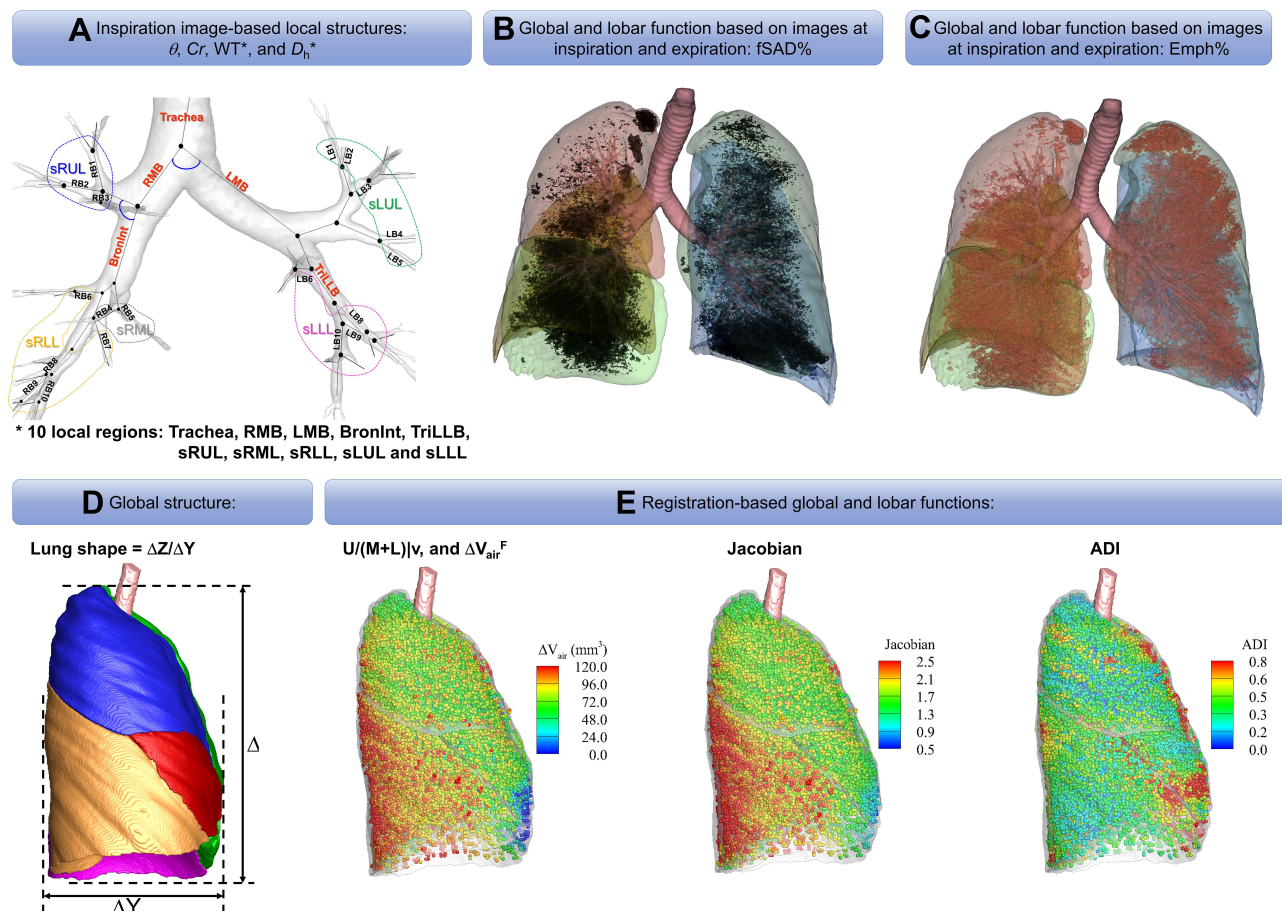 A Inspiration image-based local structures:
θ, Cr, WT*, and Dh*
B Global and lobar function based on images at
inspiration and expiration: fSAD%
C Global and lobar function based on images
at inspiration and expiration: Emph%
Trachea
RMB
LMB
sRUL
RB1
RB2
RB3
LB1
LB2
LB3
sLUL
LB4
LB5
BronInt
TriLLB
LB6
RB6
RB4
RB5
sRML
RB7
sRLL
RB8
RB9
RB10
sLLL
LB8
LB9
LB10
* 10 local regions: Trachea, RMB, LMB, BronInt, TriLLB,
sRUL, sRML, sRLL, sLUL and sLLL
D Global structure:
E Registration-based global and lobar functions:
Lung shape = ΔZ/ΔY
Δ
ΔY
U/(M+L)|v, and ΔVairF
ΔVair (mm3)
120.0
96.0
72.0
48.0
24.0
0.0
Jacobian
Jacobian
2.5
2.1
1.7
1.3
0.9
0.5
ADI
ADI
0.8
0.6
0.5
0.3
0.2
0.0